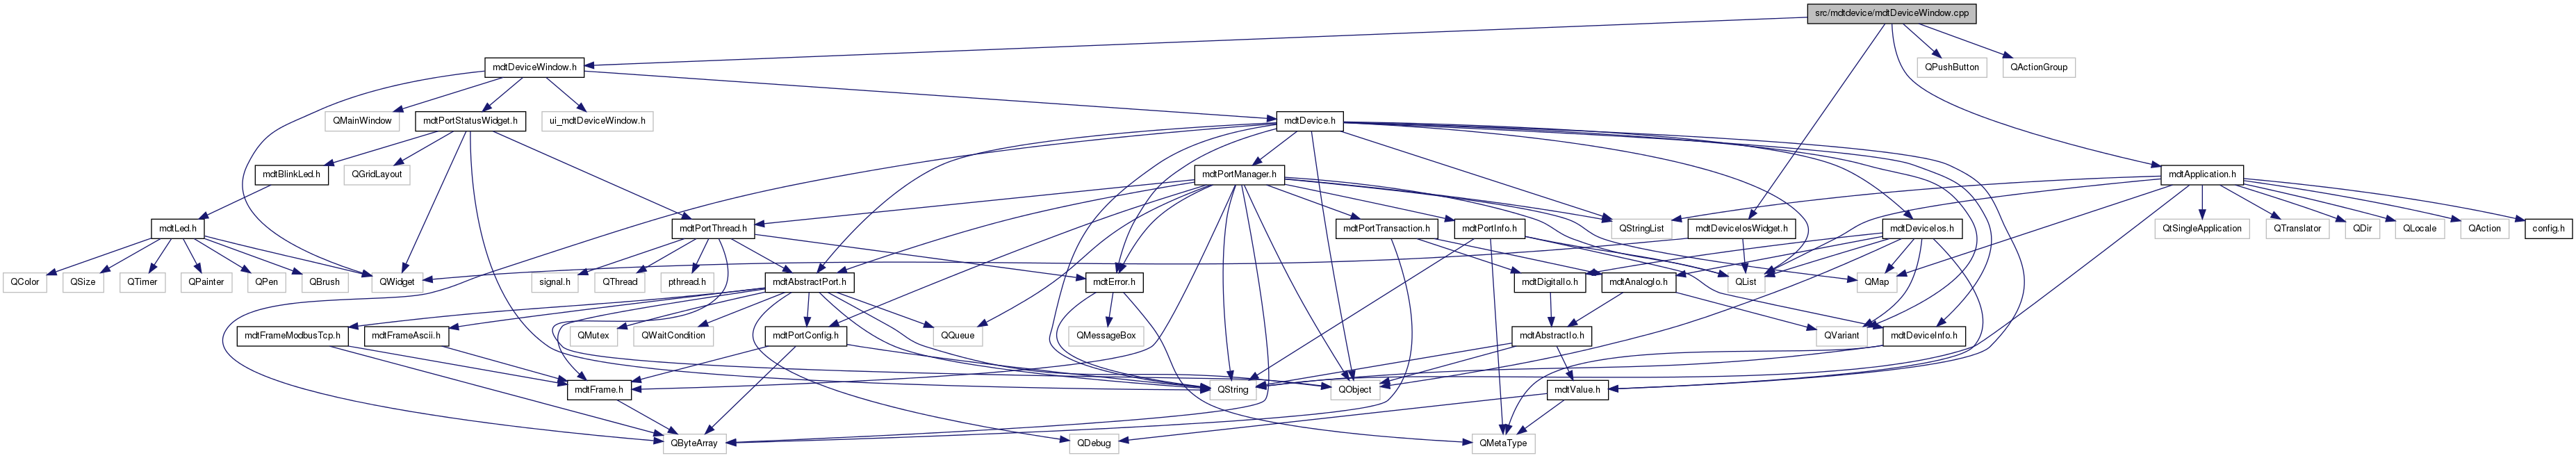 src/mdtdevice/mdtDeviceWindow.cpp
mdtDeviceWindow.h
QPushButton
QActionGroup
QMainWindow
mdtPortStatusWidget.h
ui_mdtDeviceWindow.h
mdtDevice.h
mdtBlinkLed.h
QGridLayout
mdtPortManager.h
mdtApplication.h
mdtLed.h
mdtPortThread.h
mdtPortTransaction.h
mdtPortInfo.h
QStringList
mdtDeviceIosWidget.h
mdtDeviceIos.h
QtSingleApplication
QTranslator
QDir
QLocale
QAction
config.h
QColor
QSize
QTimer
QPainter
QPen
QBrush
QWidget
signal.h
QThread
pthread.h
mdtAbstractPort.h
mdtError.h
mdtDigitalIo.h
mdtAnalogIo.h
QList
QMap
mdtFrameModbusTcp.h
mdtFrameAscii.h
QMutex
QWaitCondition
mdtPortConfig.h
QQueue
QMessageBox
mdtAbstractIo.h
QVariant
mdtDeviceInfo.h
mdtFrame.h
QString
QObject
mdtValue.h
QByteArray
QDebug
QMetaType